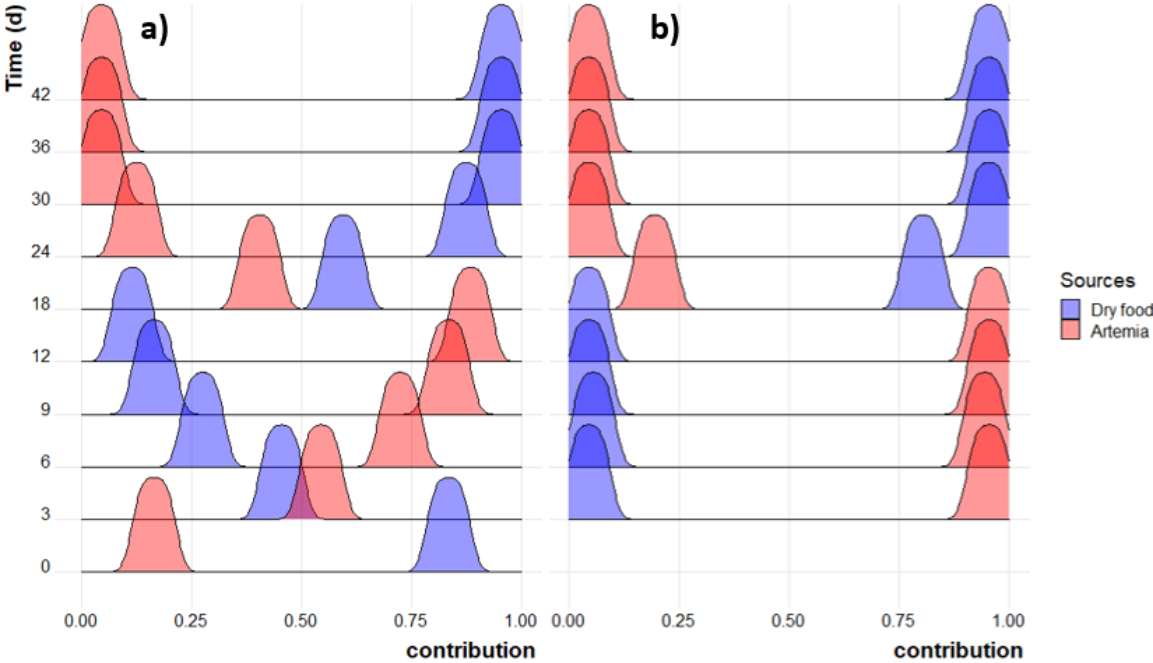 Time (d)
a)
b)
42
36
30
24
18
12
9
6
3
0
Sources
Dry food
Artemia
0.00 0.25 0.50 0.75 1.00 0.00 0.25 0.50 0.75 1.00
contribution contribution